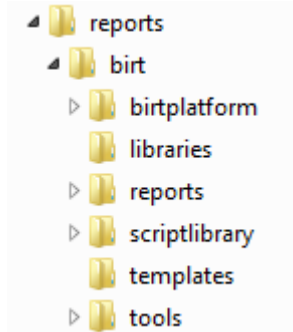 reports
birt
birtplatform
libraries
reports
scriptlibrary
templates
tools